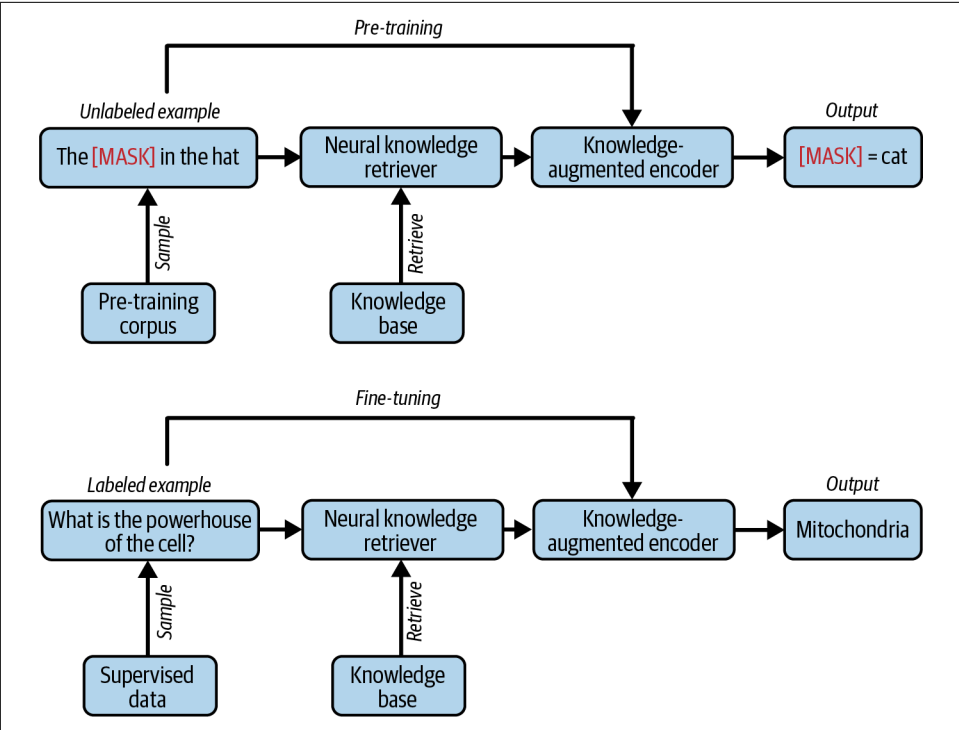 Pre-training
Unlabeled example
Output
The [MASK] in the hat
Neural knowledge
retriever
Knowledge-
augmented encoder
[MASK] = cat
Sample
Retrieve
Pre-training
corpus
Knowledge
base
Fine-tuning
Labeled example
Output
What is the powerhouse
of the cell?
Neural knowledge
retriever
Knowledge-
augmented encoder
Mitochondria
Sample
Retrieve
Supervised
data
Knowledge
base